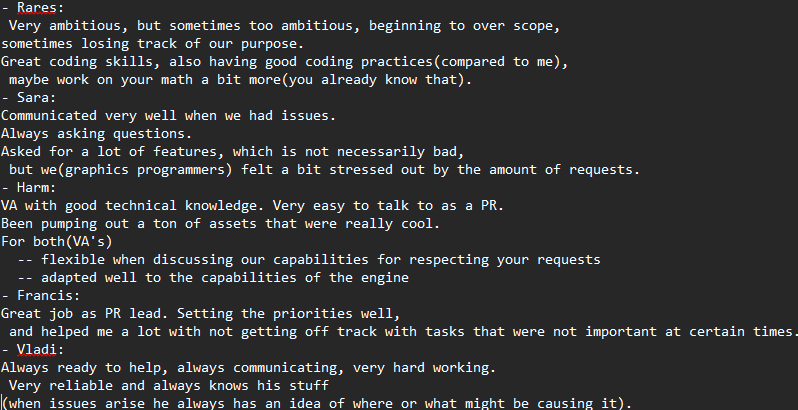 - Rares:
Very ambitious, but sometimes too ambitious, beginning to over scope,
sometimes losing track of our purpose.
Great coding skills, also having good coding practices(compared to me),
maybe work on your math a bit more(you already know that).
- Sara:
Communicated very well when we had issues.
Always asking questions.
Asked for a lot of features, which is not necessarily bad,
but we(graphics programmers) felt a bit stressed out by the amount of requests.
- Harm:
VA with good technical knowledge. Very easy to talk to as a PR.
Been pumping out a ton of assets that were really cool.
For both(VA's)
-- flexible when discussing our capabilities for respecting your requests
-- adapted well to the capabilities of the engine
- Francis:
Great job as PR lead. Setting the priorities well,
and helped me a lot with not getting off track with tasks that were not important at certain times.
- Vladi:
Always ready to help, always communicating, very hard working.
Very reliable and always knows his stuff
(when issues arise he always has an idea of where or what might be causing it).